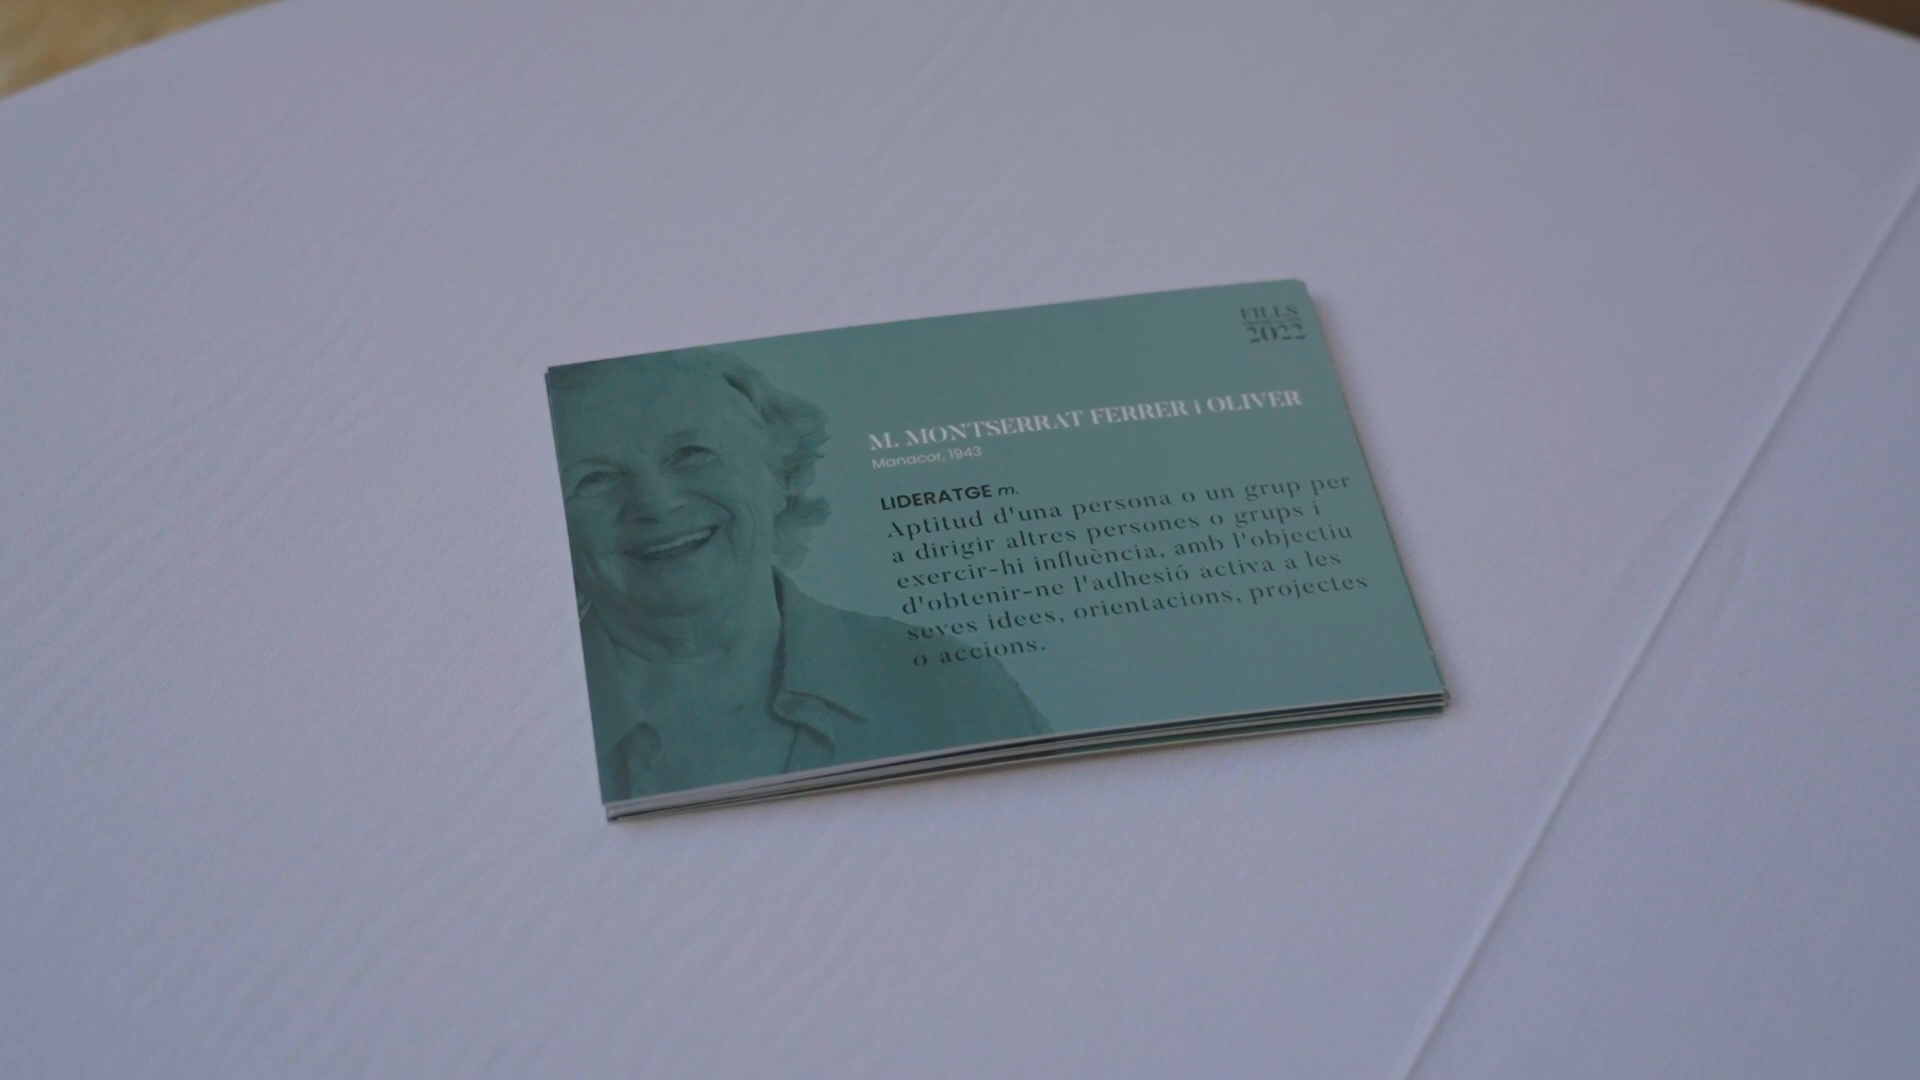 FILLS
2022
M. MONTSERRAT FERRER i OLIVER
Manacor, 1943
LIDERATGE m.
Aptitud d'una persona o un grup per
a dirigir altres persones o grups i
exercir-hi influència, amb l'objectiu
d'obtenir-ne l'adhesió activa a les
seves idees, orientacions, projectes
o accions.